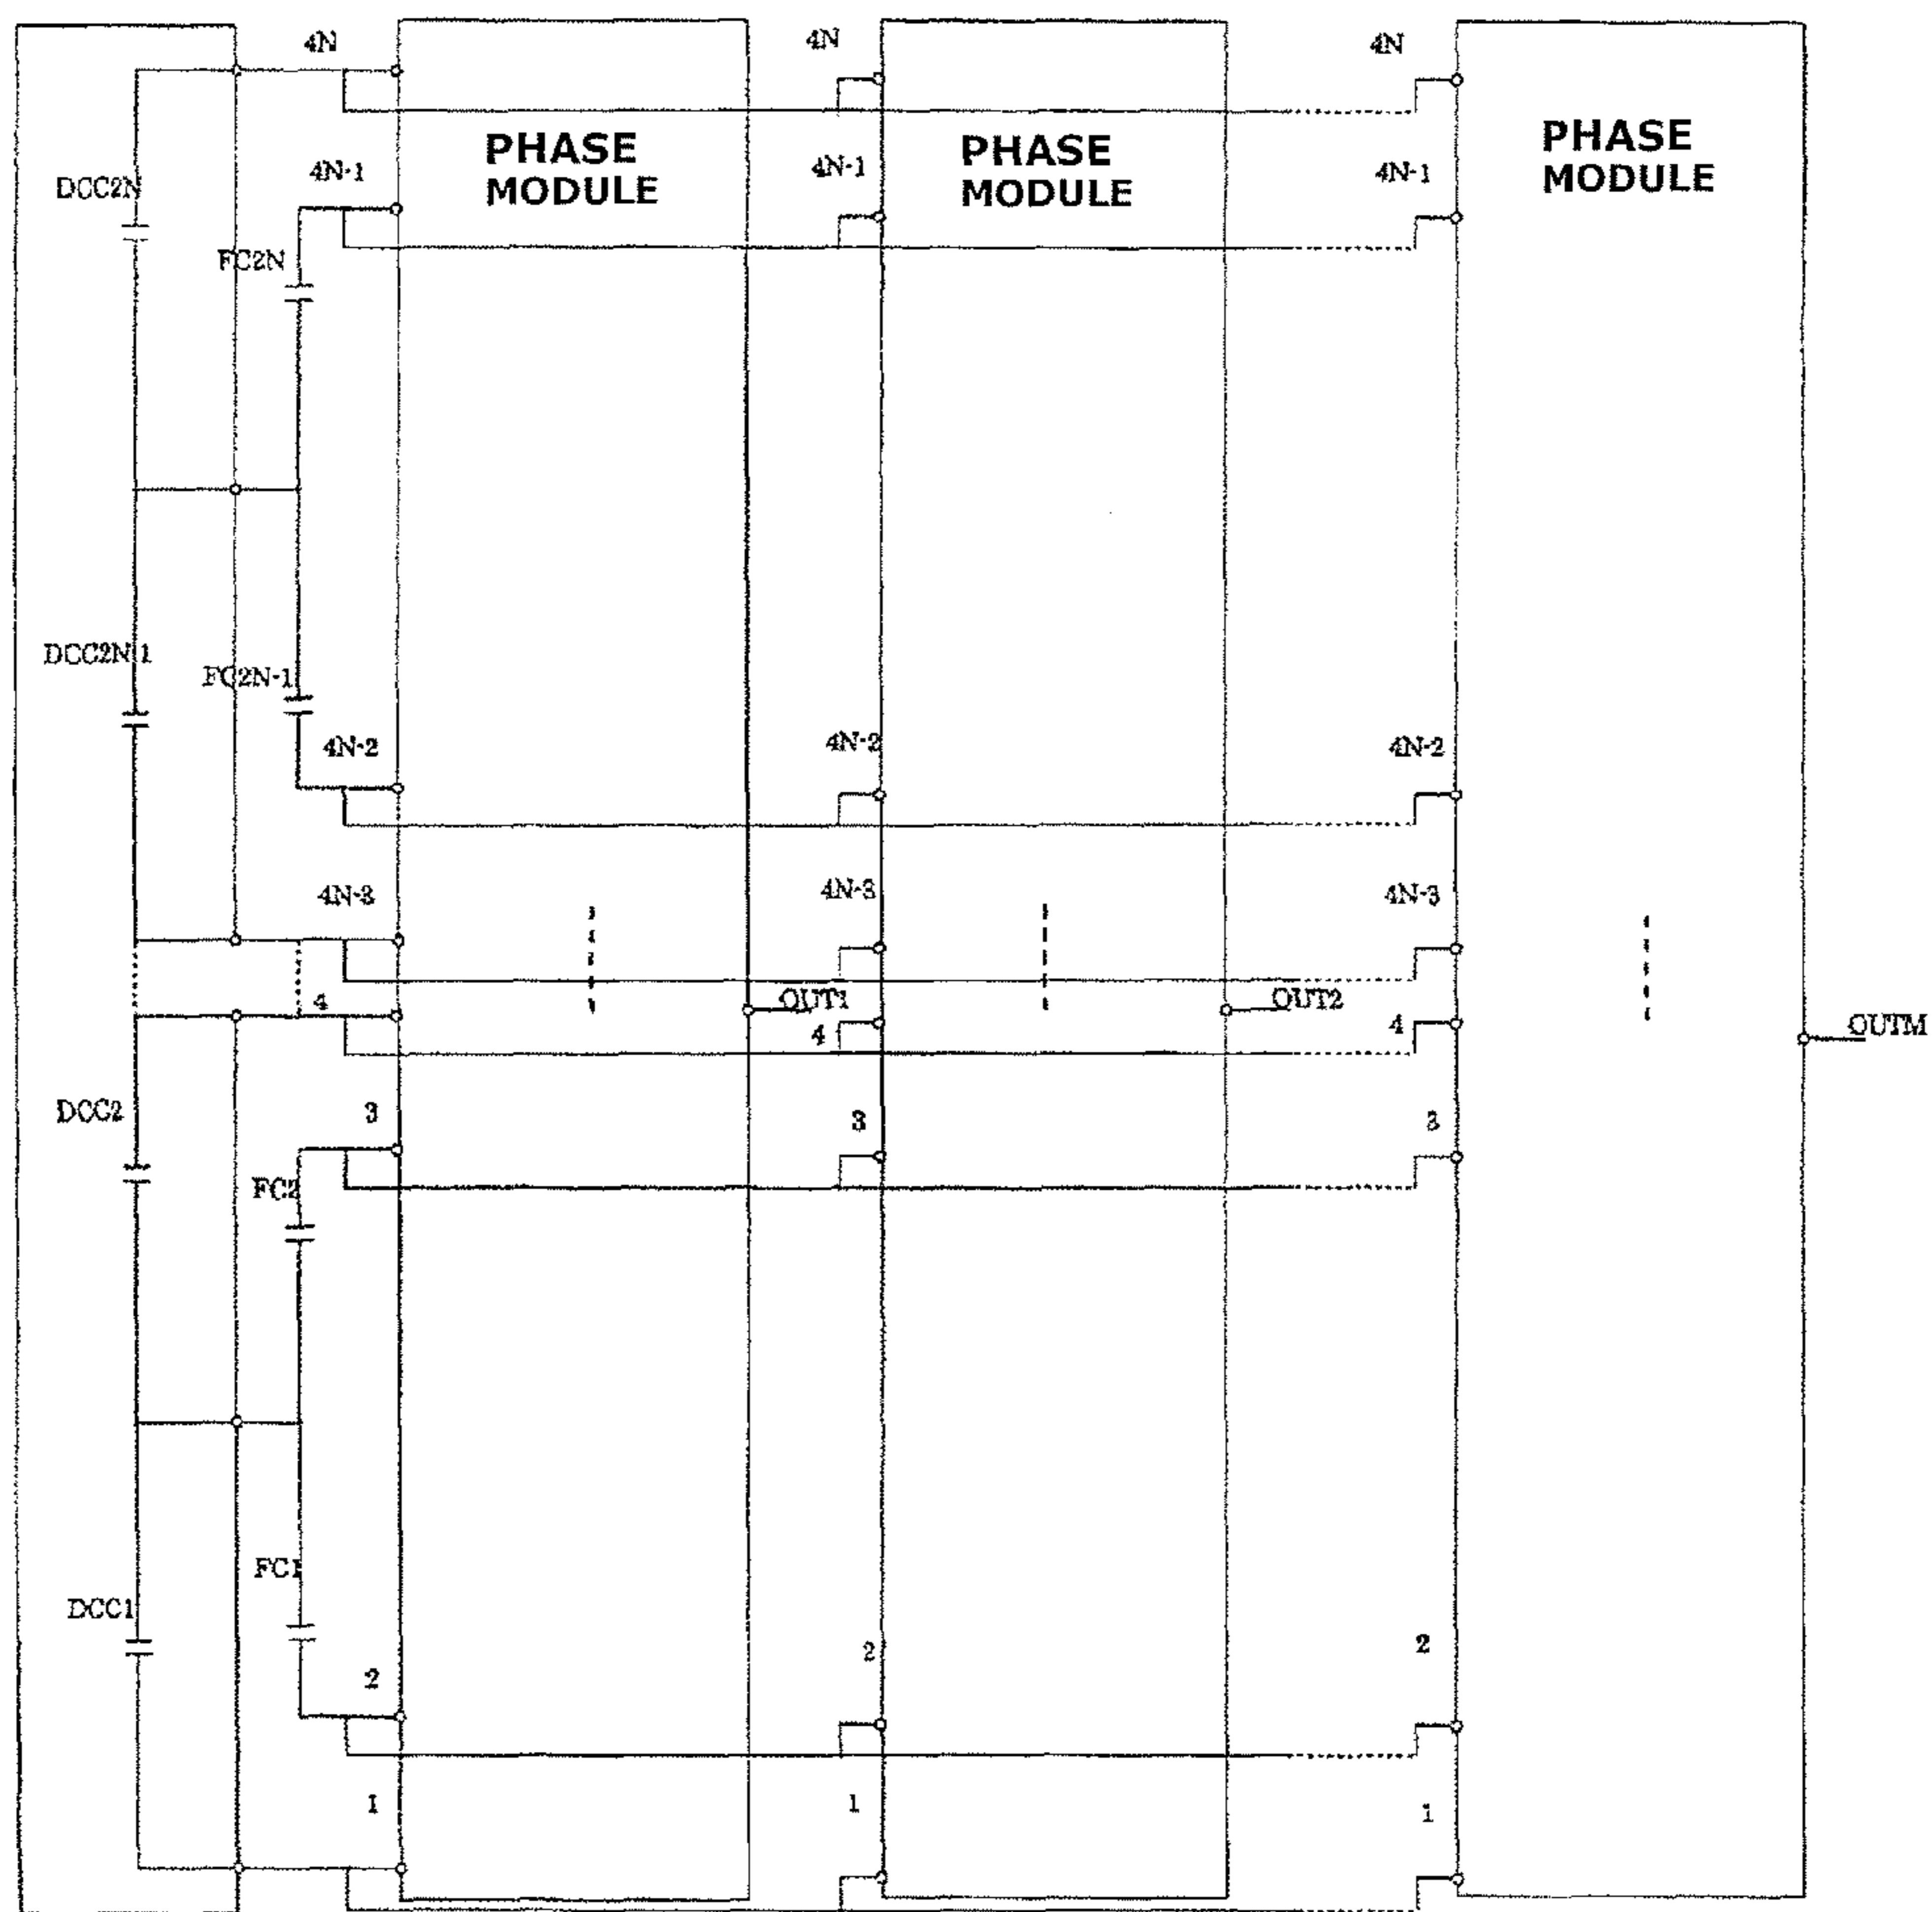 4N
4N
4N
PHASE
MODULE
PHASE
MODULE
PHASE
MODULE
4N-1
4N-1
4N-1
DCC2N
FC2N
DCC2N-1
FC2N-1
4N-2
4N-2
4N-2
4N-3
4N-3
4N-3
4
OUT1
OUT2
4
4
OUTM
DCC2
3
3
3
FC2
FC1
DCC1
2
2
2
1
1
1